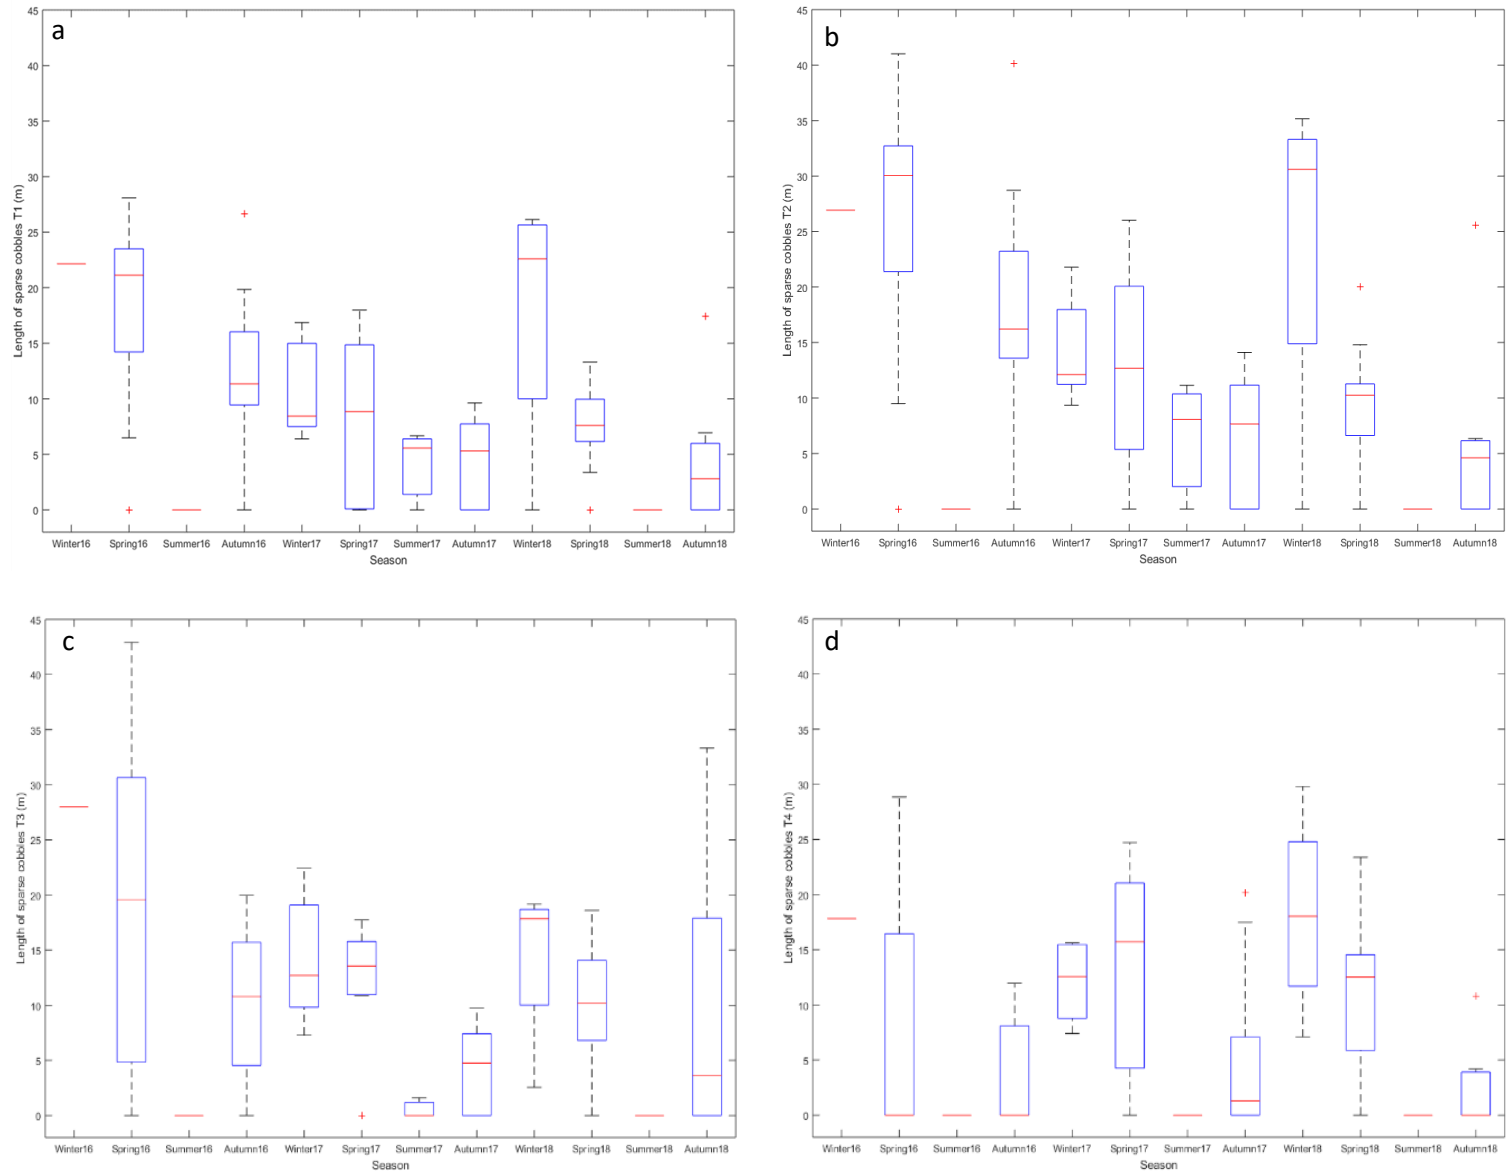 a
45
40
35
30
25
20
15
10
5
0
Length of sparse cobbles T1 (m)
Winter16 Spring16 Summer16 Autumn16 Winter17 Spring17 Summer17 Autumn17 Winter18 Spring18 Summer18 Autumn18
Season
b
45
40
35
30
25
20
15
10
5
0
Length of sparse cobbles T2 (m)
Winter16 Spring16 Summer16 Autumn16 Winter17 Spring17 Summer17 Autumn17 Winter18 Spring18 Summer18 Autumn18
Season
c
45
40
35
30
25
20
15
10
5
0
Length of sparse cobbles T3 (m)
Winter16 Spring16 Summer16 Autumn16 Winter17 Spring17 Summer17 Autumn17 Winter18 Spring18 Summer18 Autumn18
Season
d
45
40
35
30
25
20
15
10
5
0
Length of sparse cobbles T4 (m)
Winter16 Spring16 Summer16 Autumn16 Winter17 Spring17 Summer17 Autumn17 Winter18 Spring18 Summer18 Autumn18
Season